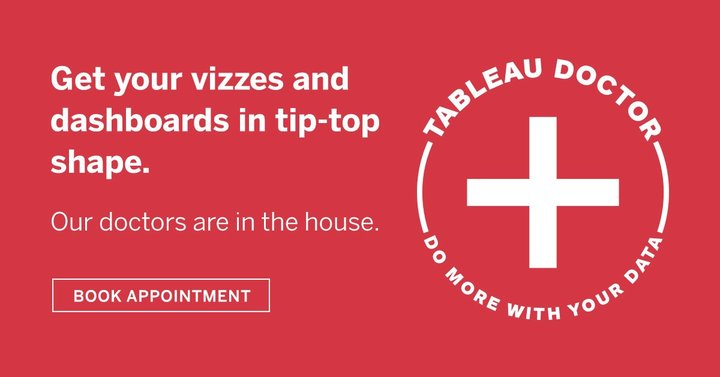 Get your vizzes and
dashboards in tip-top
shape.
Our doctors are in the house.
BOOK APPOINTMENT
TABLEAU DOCTOR
DO MORE WITH YOUR DATA